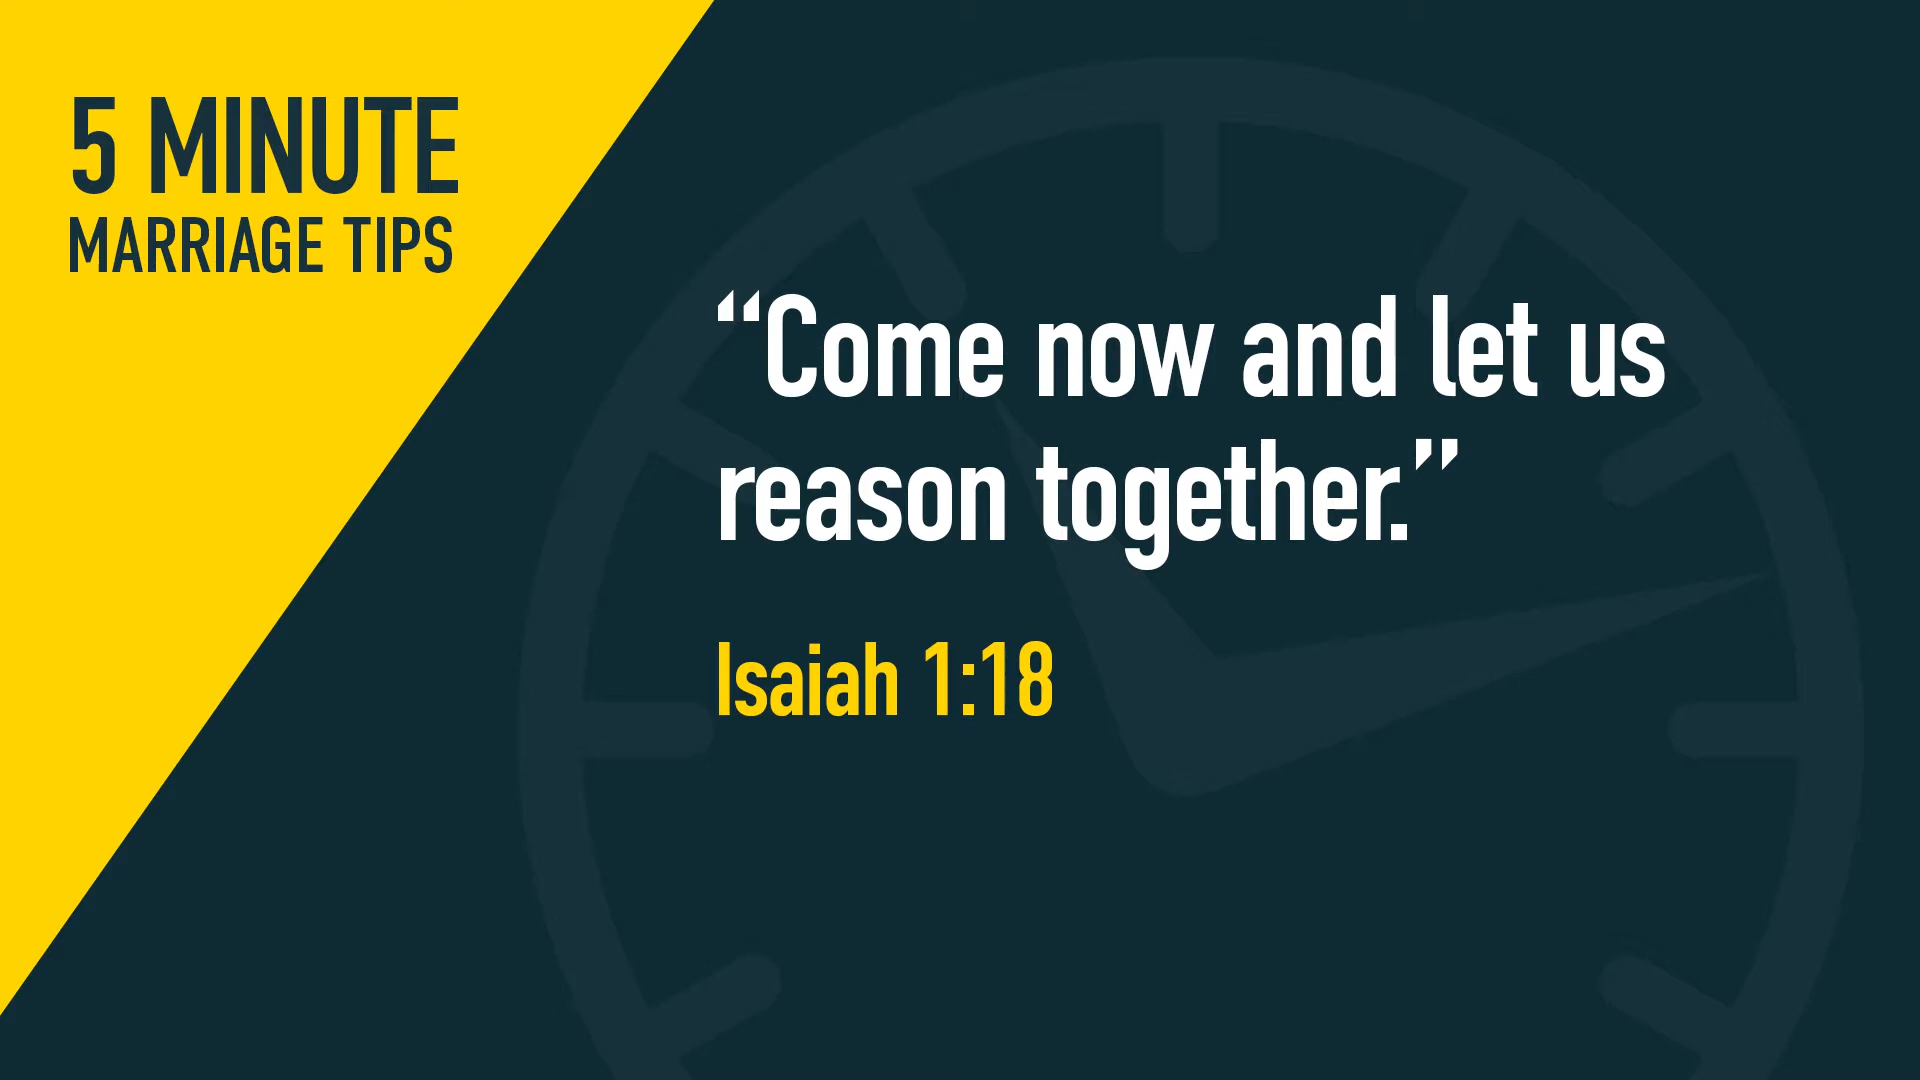 5 MINUTE
MARRIAGE TIPS
“Come now and let us
reason together.”
Isaiah 1:18